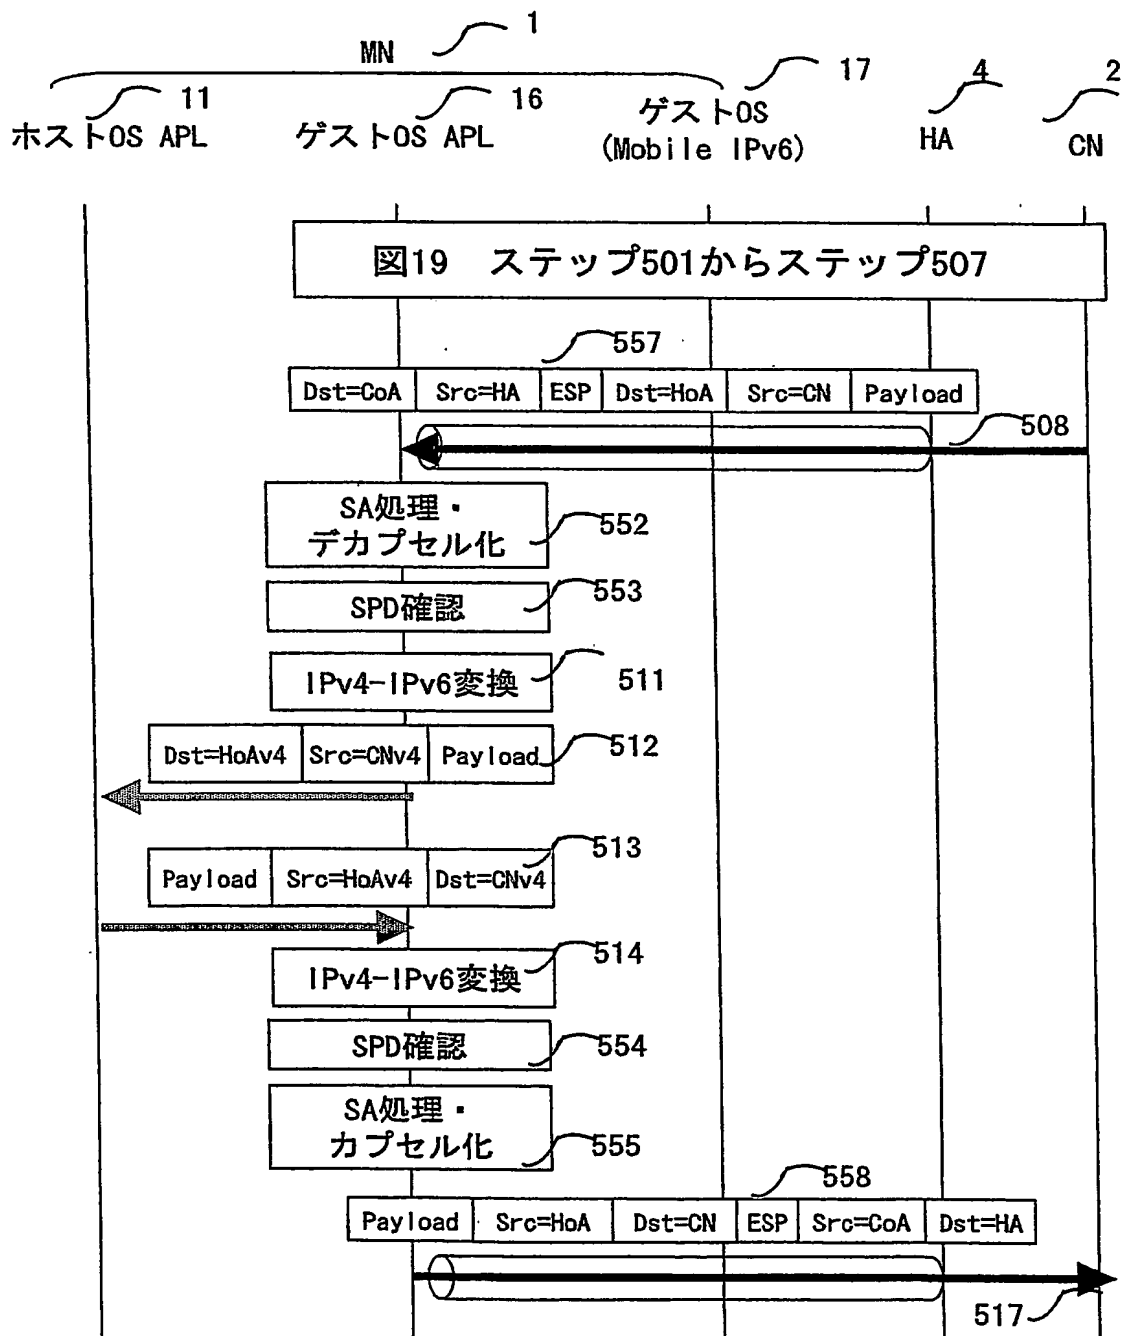 MN 1
ホストOS APL 11
ゲストOS APL 16
ゲストOS 17
(Mobile IPv6)
HA 4
CN 2
図19 ステップ501からステップ507
557
Dst=CoA Src=HA ESP Dst=HoA Src=CN Payload
508
SA処理・
デカプセル化
552
SPD確認
553
IPv4-IPv6変換
511
Dst=HoAv4 Src=CNv4 Payload
512
Payload Src=HoAv4 Dst=CNv4
513
IPv4-IPv6変換
514
SPD確認
554
SA処理・
カプセル化
555
558
Payload Src=HoA Dst=CN ESP Src=CoA Dst=HA
517